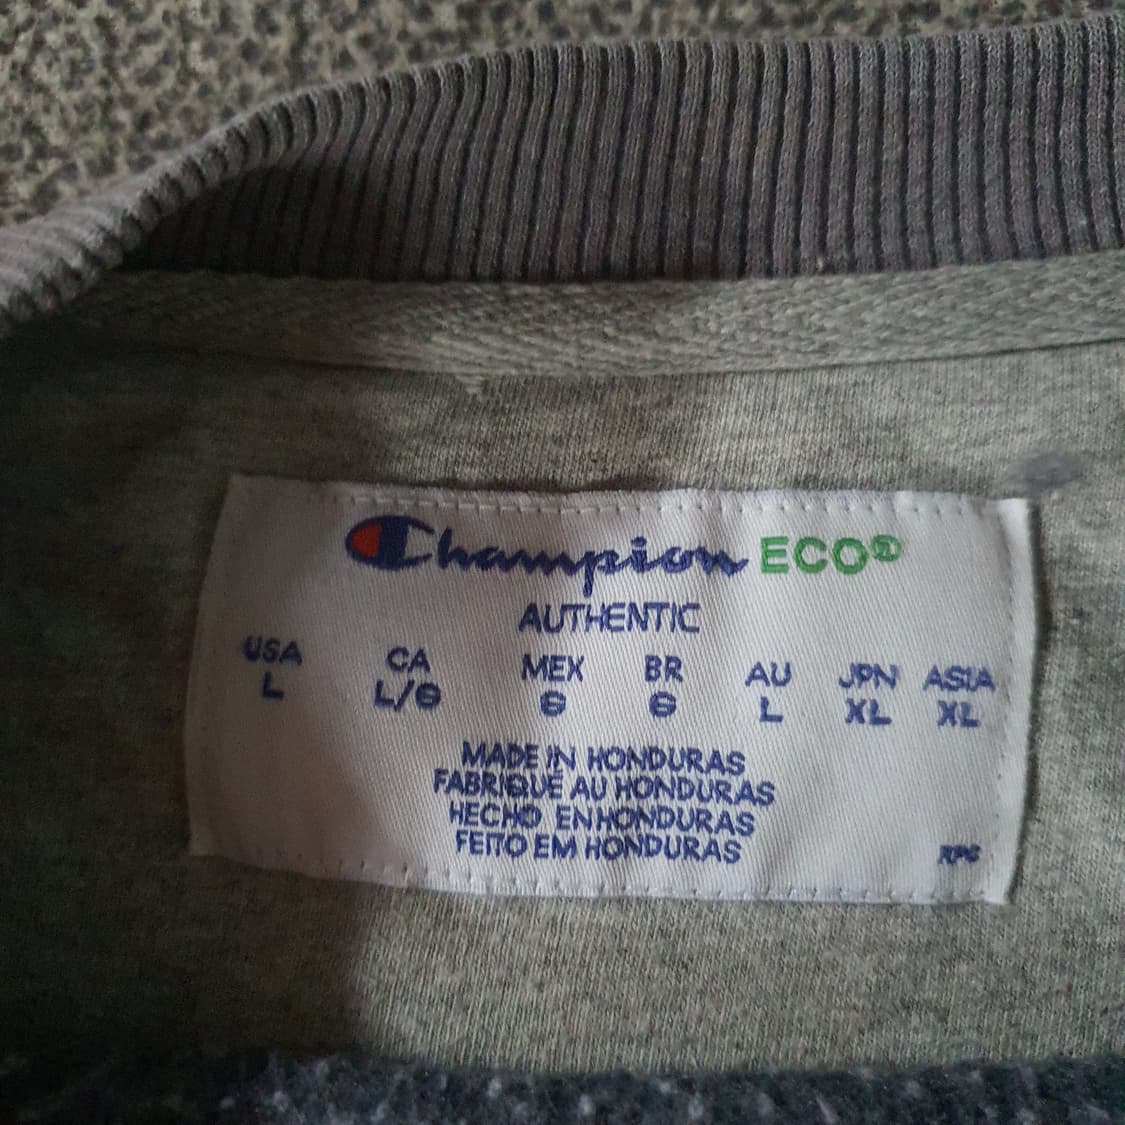 Champion ECO®
AUTHENTIC
USA CA MEX BR AU JPN ASIA
L L/G G G L XL XL
MADE IN HONDURAS
FABRIQUÉ AU HONDURAS
HECHO EN HONDURAS
FEITO EM HONDURAS